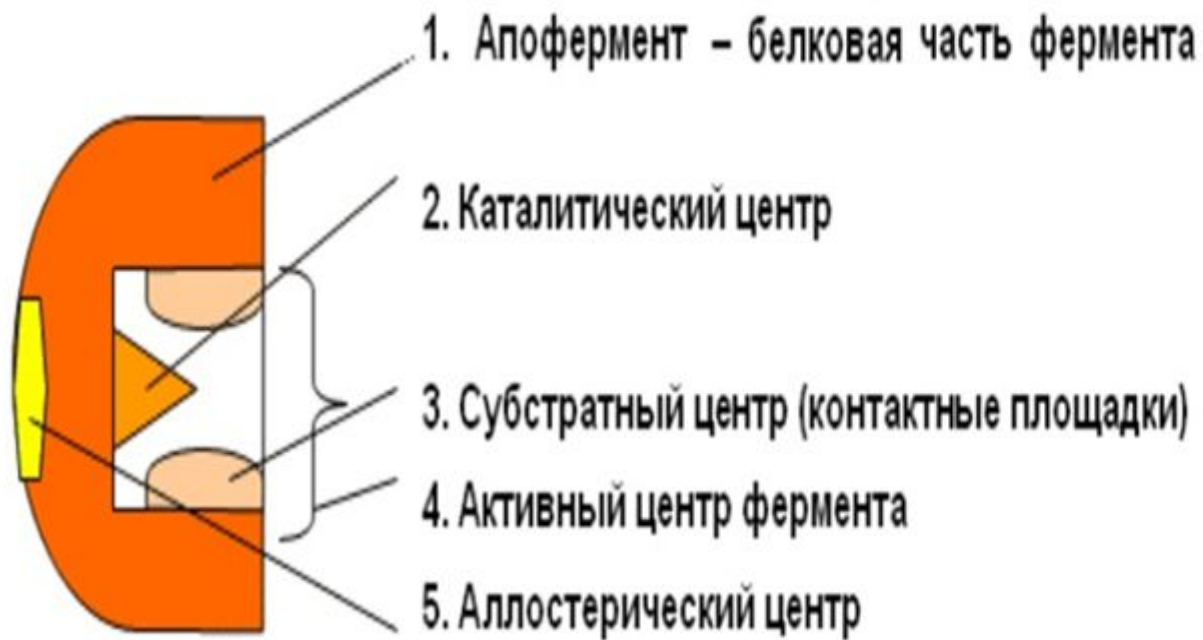 1. Апофермент – белковая часть фермента
2. Каталитический центр
3. Субстратный центр (контактные площадки)
4. Активный центр фермента
5. Аллостерический центр